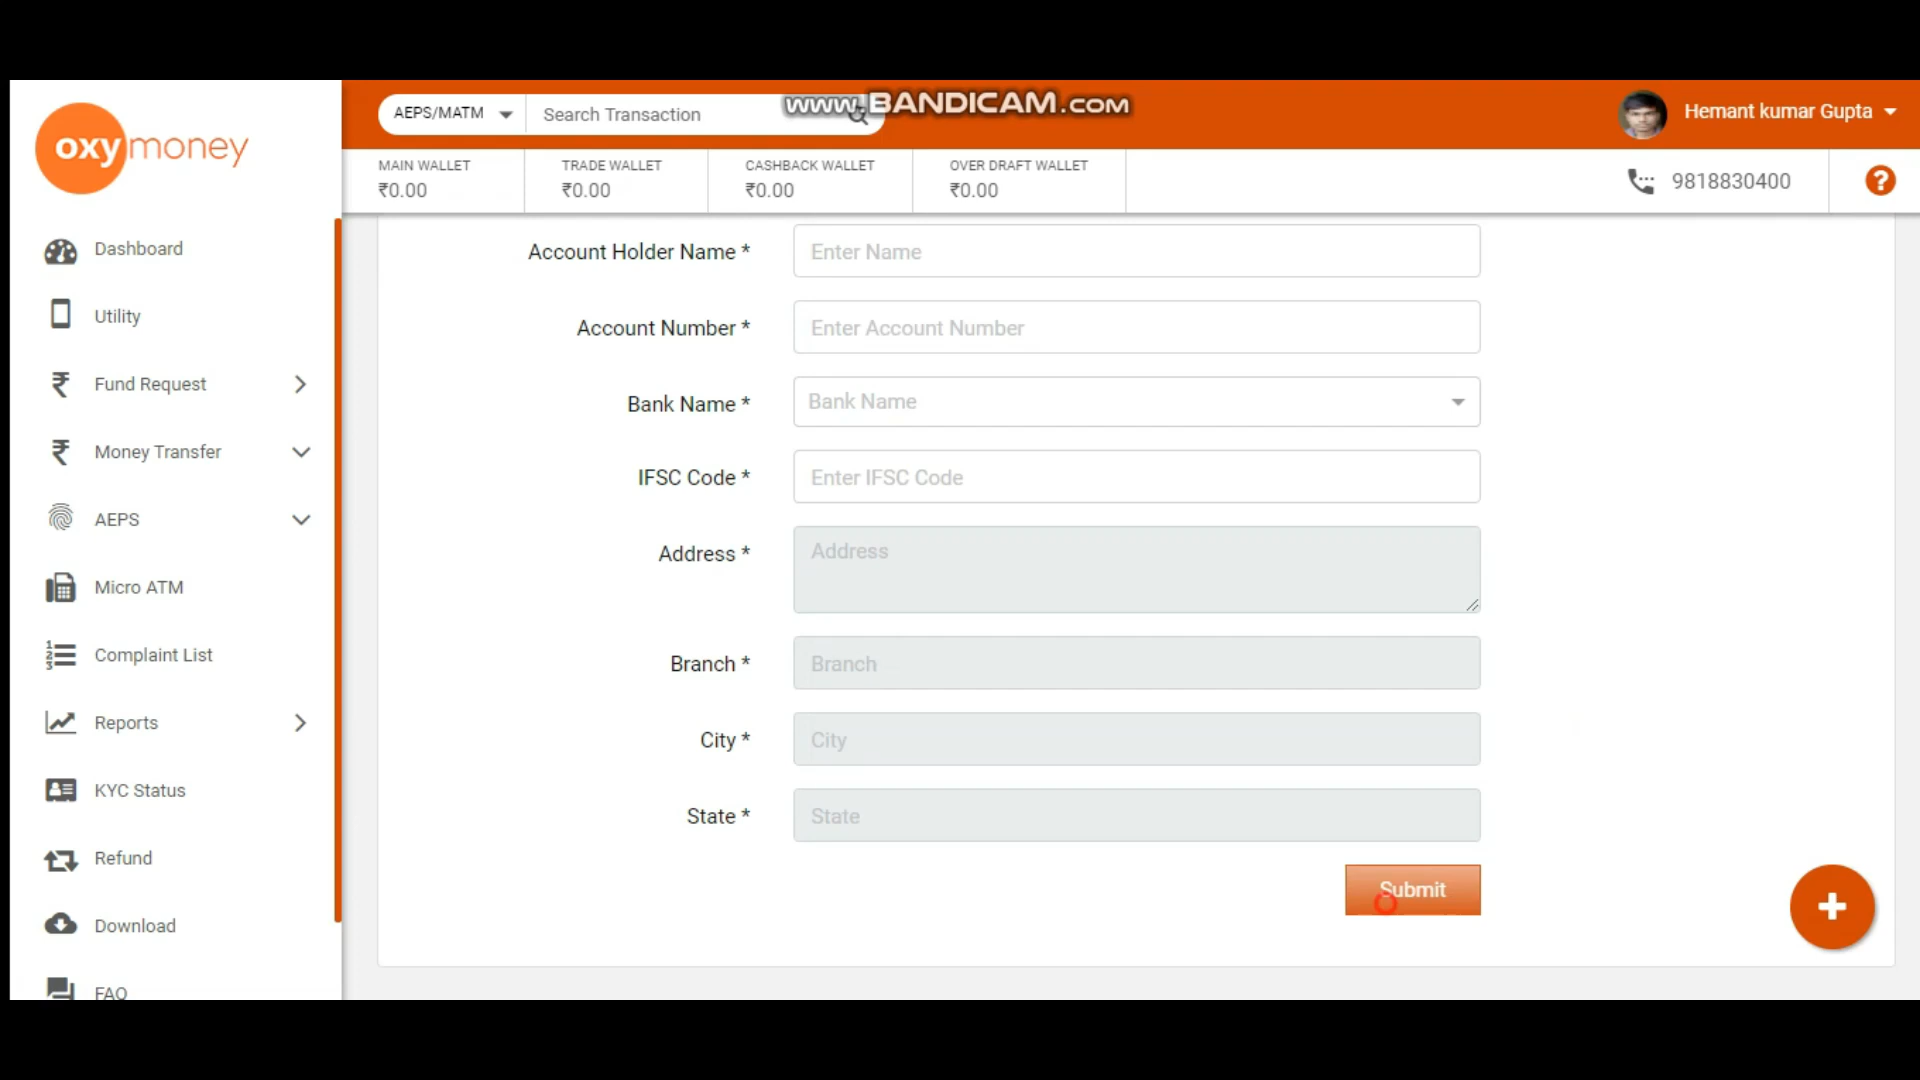 oxymoney
AEPS/MATM
Search Transaction
www.BANDICAM.com
Hemant kumar Gupta
MAIN WALLET
₹0.00
TRADE WALLET
₹0.00
CASHBACK WALLET
₹0.00
OVER DRAFT WALLET
₹0.00
9818830400
Dashboard
Utility
Fund Request
Money Transfer
AEPS
Micro ATM
Complaint List
Reports
KYC Status
Refund
Download
FAQ
Account Holder Name *
Enter Name
Account Number *
Enter Account Number
Bank Name *
Bank Name
IFSC Code *
Enter IFSC Code
Address *
Address
Branch *
Branch
City *
City
State *
State
Submit